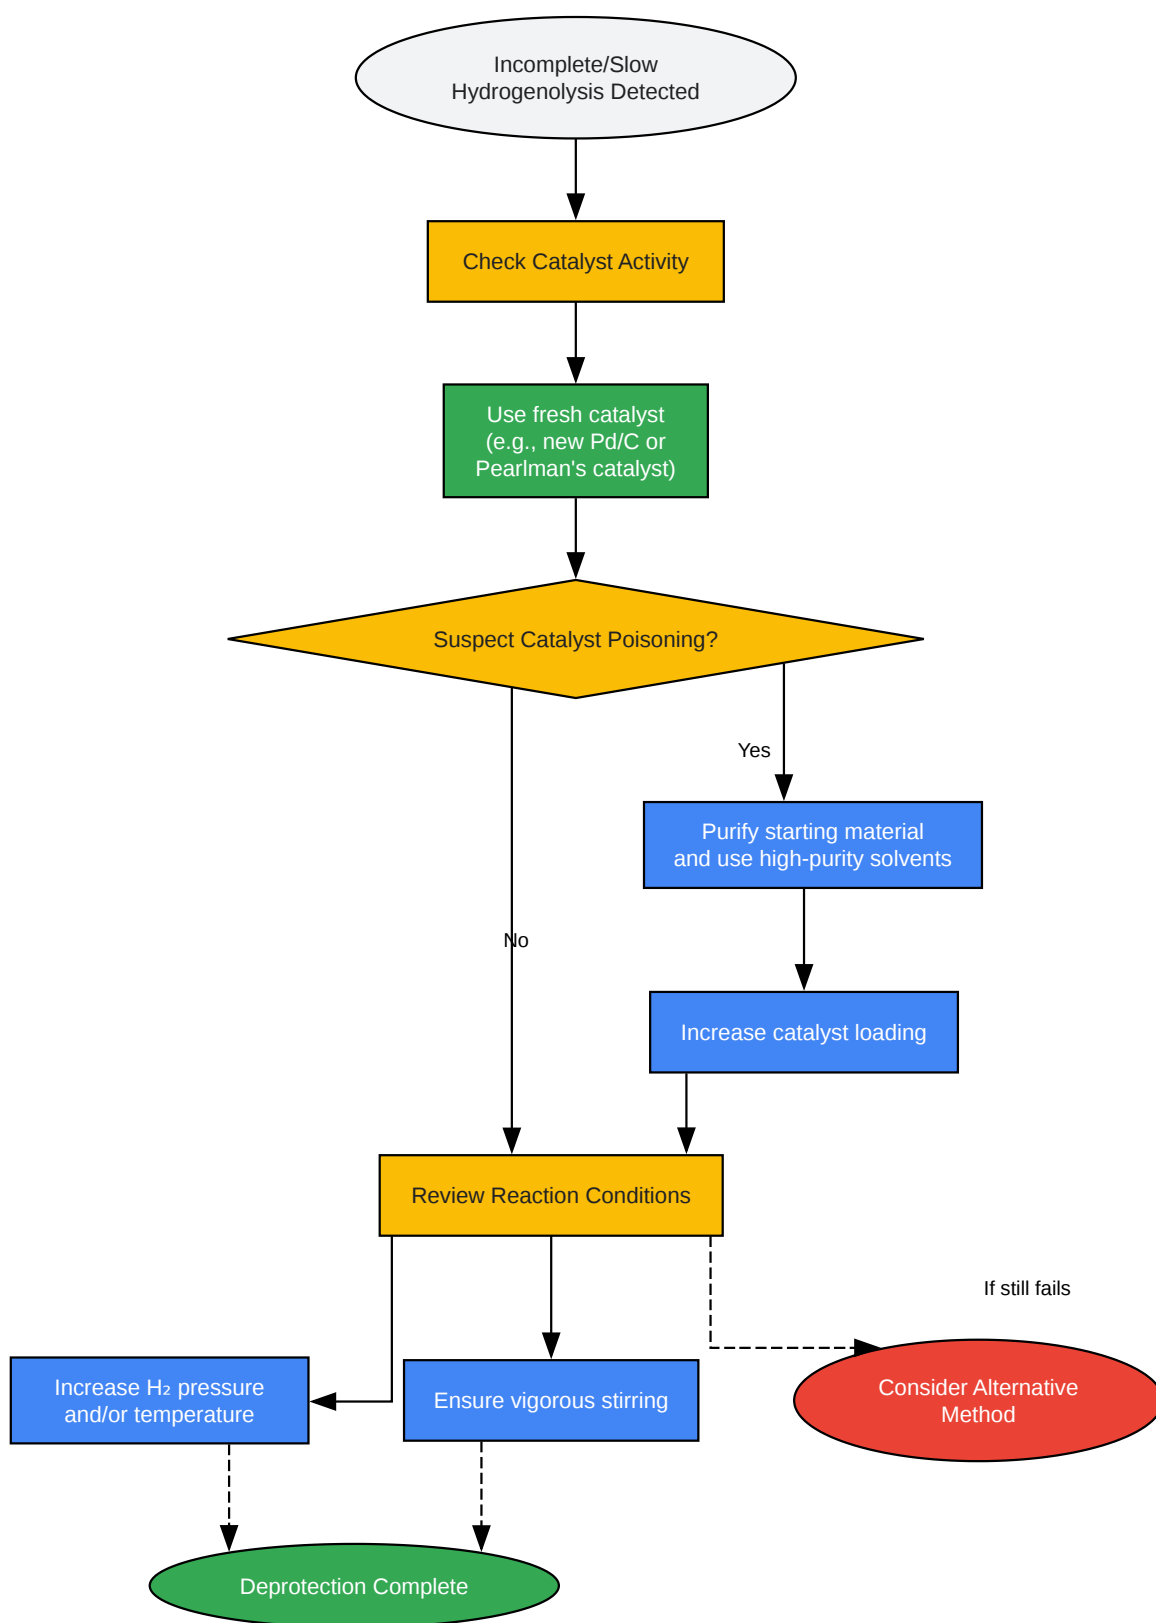 Incomplete/Slow
Hydrogenolysis Detected
Check Catalyst Activity
Use fresh catalyst
(e.g., new Pd/C or
Pearlman's catalyst)
Suspect Catalyst Poisoning?
Yes
Purify starting material
and use high-purity solvents
No
Increase catalyst loading
Review Reaction Conditions
If still fails
Increase H₂ pressure
and/or temperature
Ensure vigorous stirring
Consider Alternative
Method
Deprotection Complete